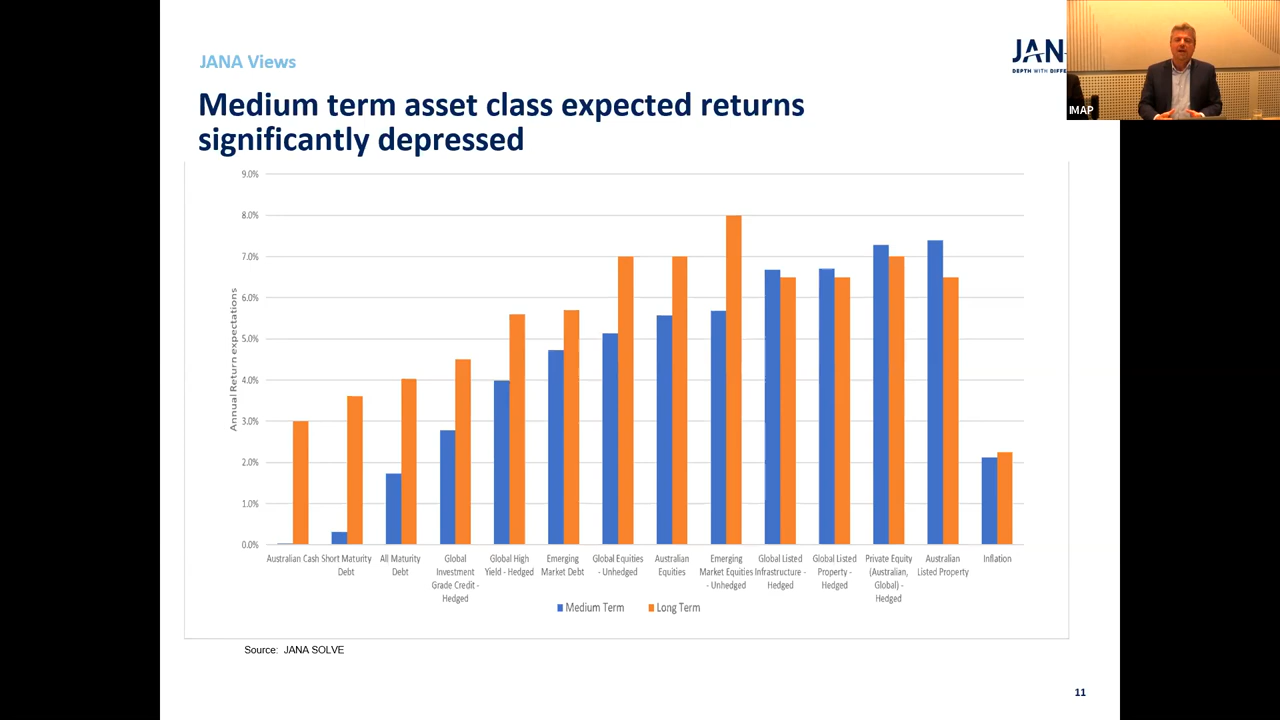 JANA Views
JAN
DEPTH WITH DIFFE
IMAP
Medium term asset class expected returns
significantly depressed
Annual Return expectations
9.0%
8.0%
7.0%
6.0%
5.0%
4.0%
3.0%
2.0%
1.0%
0.0%
Australian Cash
Short Maturity
Debt
All Maturity
Debt
Global
Investment
Grade Credit -
Hedged
Global High
Yield - Hedged
Emerging
Market Debt
Global Equities
- Unhedged
Australian
Equities
Emerging
Market Equities
- Unhedged
Global Listed
Infrastructure -
Hedged
Global Listed
Property -
Hedged
Private Equity
(Australian,
Global) -
Hedged
Australian
Listed Property
Inflation
Medium Term
Long Term
Source: JANA SOLVE
11